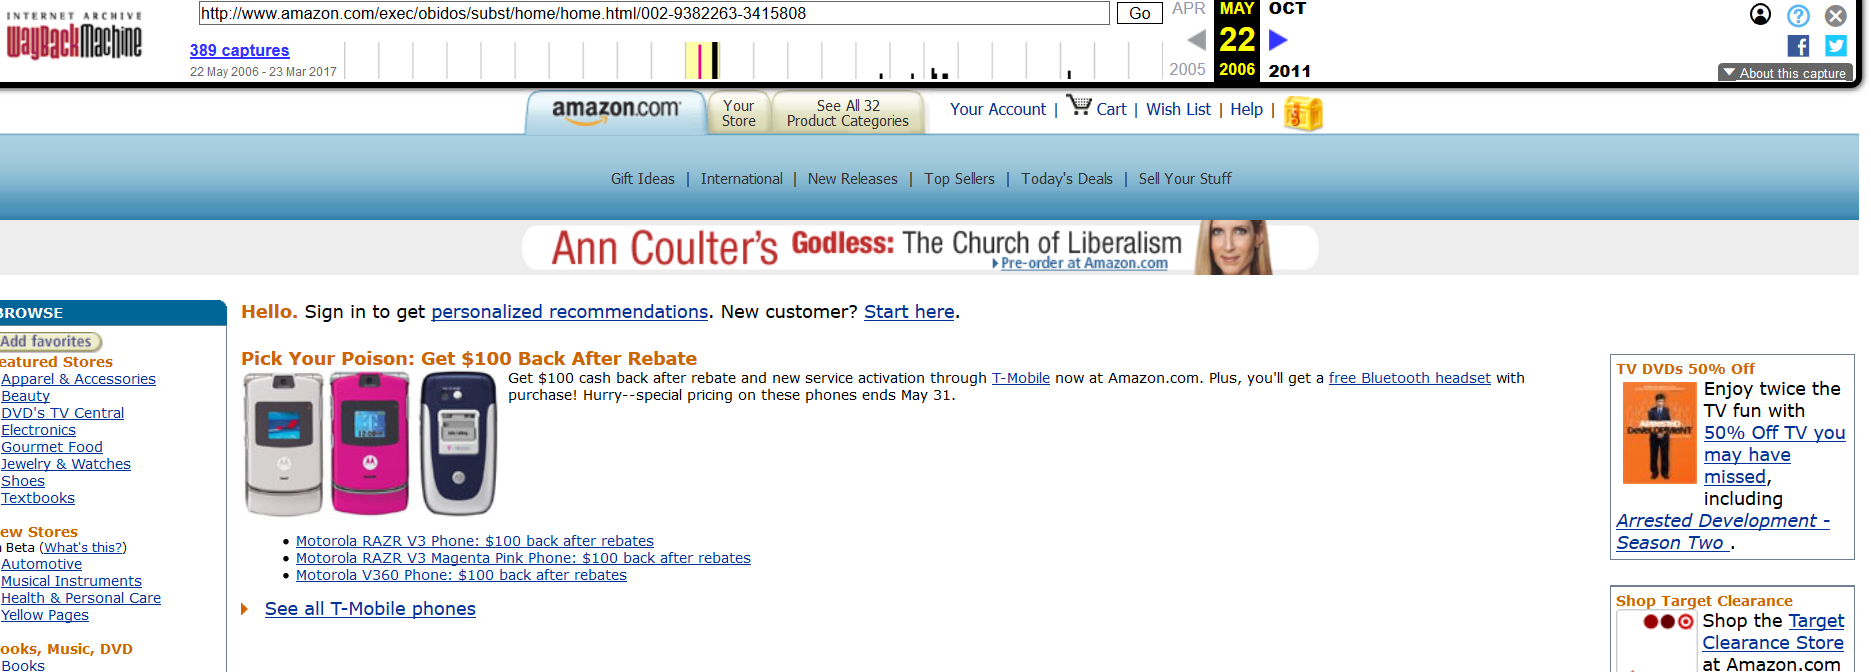 INTERNET ARCHIVE
WayBackMachine
http://www.amazon.com/exec/obidos/subst/home/home.html/002-9382263-3415808
Go
389 captures
22 May 2006 - 23 Mar 2017
APR MAY OCT
22
2005 2006 2011
About this capture
amazon.com
Your
Store
See All 32
Product Categories
Your Account | Cart | Wish List | Help |
Gift Ideas | International | New Releases | Top Sellers | Today's Deals | Sell Your Stuff
Ann Coulter's Godless: The Church of Liberalism
Pre-order at Amazon.com
BROWSE
Add favorites
eatured Stores
Apparel & Accessories
Beauty
DVD's TV Central
Electronics
Gourmet Food
Jewelry & Watches
Shoes
Textbooks
ew Stores
Beta (What's this?)
Automotive
Musical Instruments
Health & Personal Care
Yellow Pages
ooks, Music, DVD
Books
Hello. Sign in to get personalized recommendations. New customer? Start here.
Pick Your Poison: Get $100 Back After Rebate
Get $100 cash back after rebate and new service activation through T-Mobile now at Amazon.com. Plus, you'll get a free Bluetooth headset with
purchase! Hurry--special pricing on these phones ends May 31.
Motorola RAZR V3 Phone: $100 back after rebates
Motorola RAZR V3 Magenta Pink Phone: $100 back after rebates
Motorola V360 Phone: $100 back after rebates
See all T-Mobile phones
TV DVDs 50% Off
ARRESTED
DEVELOPMENT
Enjoy twice the
TV fun with
50% Off TV you
may have
missed,
including
Arrested Development -
Season Two .
Shop Target Clearance
Shop the Target
Clearance Store
at Amazon.com